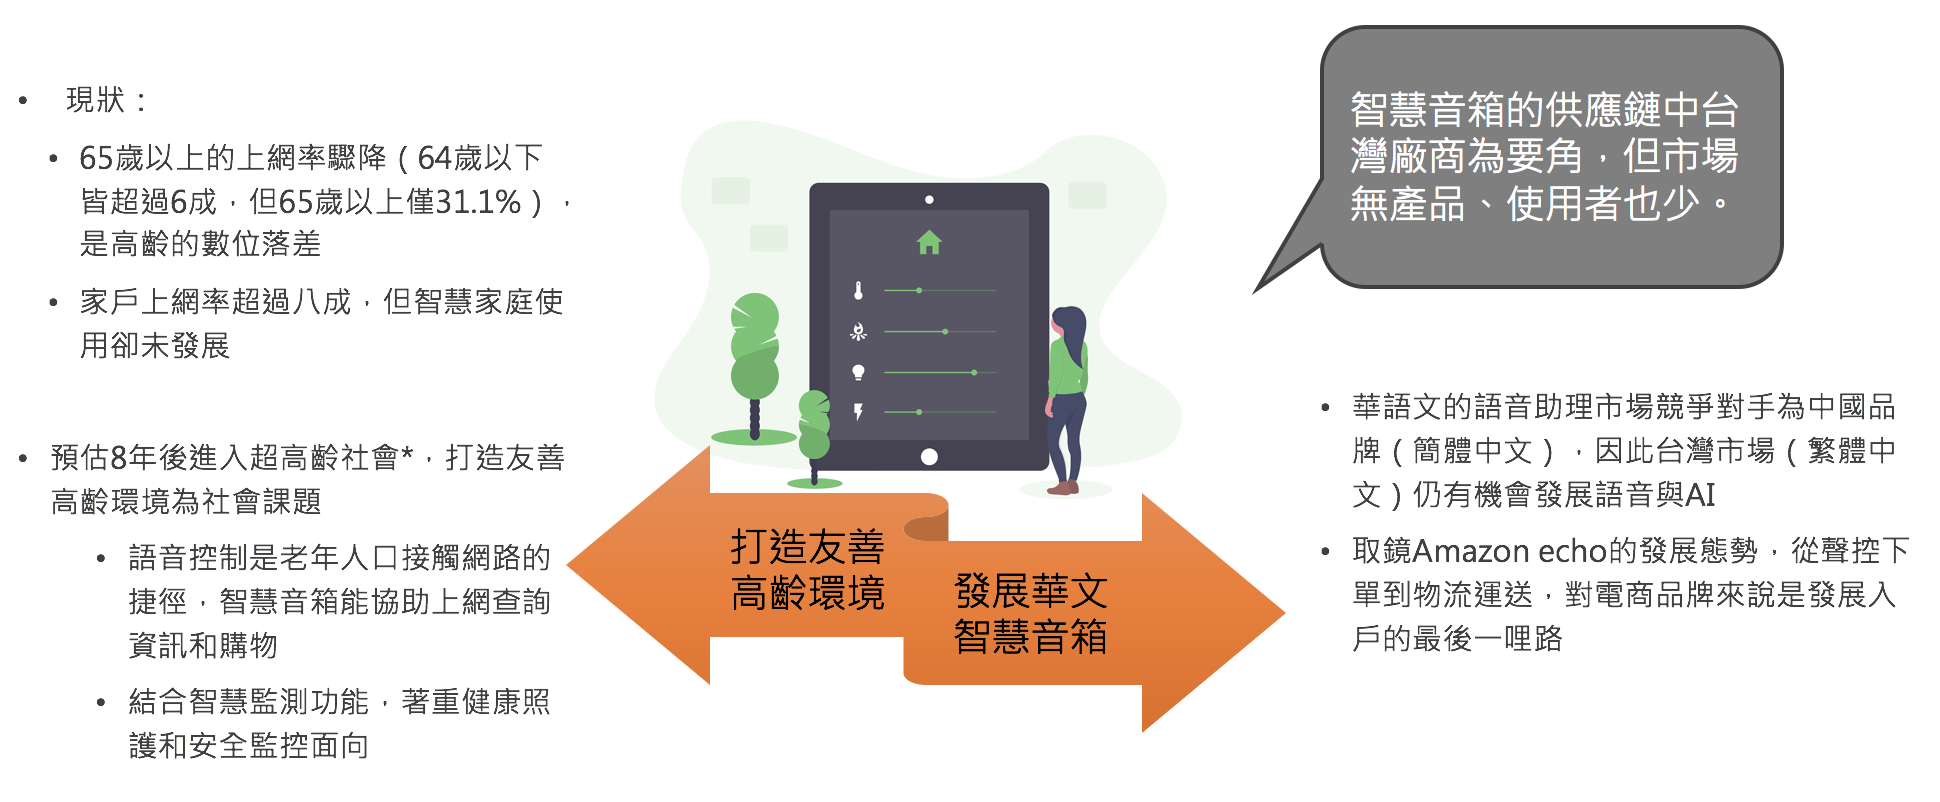 • 現狀：
• 65歲以上的上網率驟降（64歲以下
皆超過6成，但65歲以上僅31.1%），
是高齡的數位落差
• 家戶上網率超過八成，但智慧家庭使
用卻未發展
• 預估8年後進入超高齡社會*，打造友善
高齡環境為社會課題
• 語音控制是老年人口接觸網路的
捷徑，智慧音箱能協助上網查詢
資訊和購物
• 結合智慧監測功能，著重健康照
護和安全監控面向
打造友善
高齡環境
發展華文
智慧音箱
智慧音箱的供應鏈中台
灣廠商為要角，但市場
無產品、使用者也少。
• 華語文的語音助理市場競爭對手為中國品
牌（簡體中文），因此台灣市場（繁體中
文）仍有機會發展語音與AI
• 取鏡Amazon echo的發展態勢，從聲控下
單到物流運送，對電商品牌來說是發展入
戶的最後一哩路